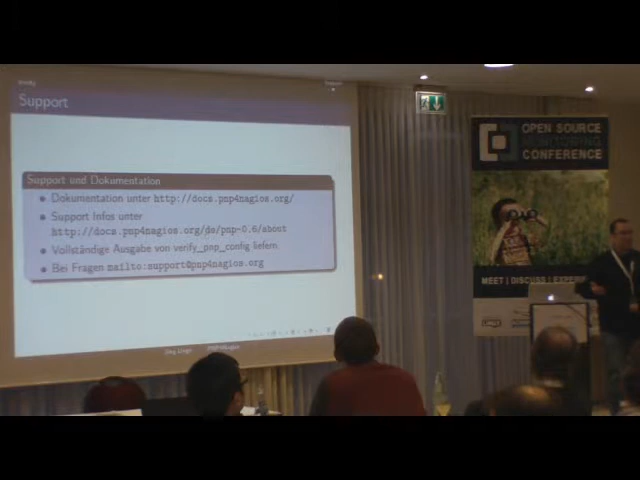 Support
Support und Dokumentation
Dokumentation unter http://docs.pnp4nagios.org/
Support Infos unter
http://docs.pnp4nagios.org/de/pnp-0.6/about
Vollständige Ausgabe von verify_pnp_config liefern
Bei Fragen mailto:support@pnp4nagios.org
OPEN SOURCE
MONITORING
CONFERENCE
MEET | DISCUSS |